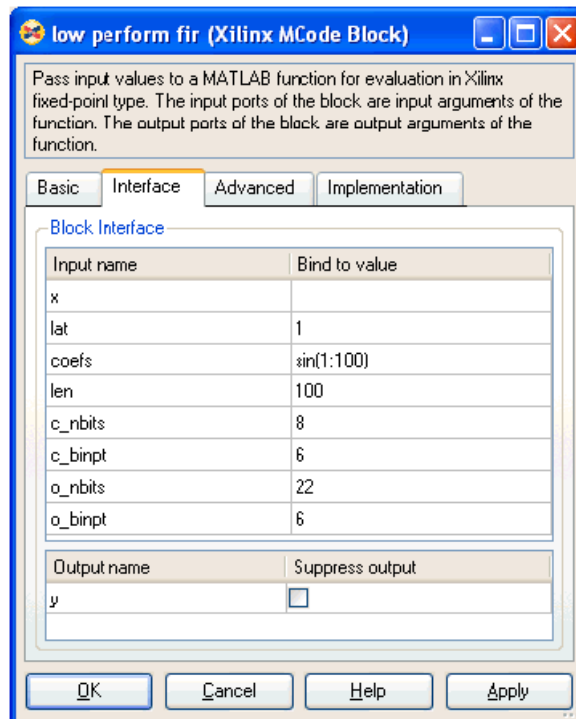 low perform fir (Xilinx MCode Block)
Pass input values to a MATLAB function for evaluation in Xilinx
fixed-point type. The input ports of the block are input arguments of the
function. The output ports of the block are output arguments of the
function.
Basic Interface Advanced Implementation
Block Interface
Input name Bind to value
x
lat 1
coefs sin(1:100)
len 100
c_nbits 8
c_binpt 6
o_nbits 22
o_binpt 6
Output name Suppress output
y
OK Cancel Help Apply